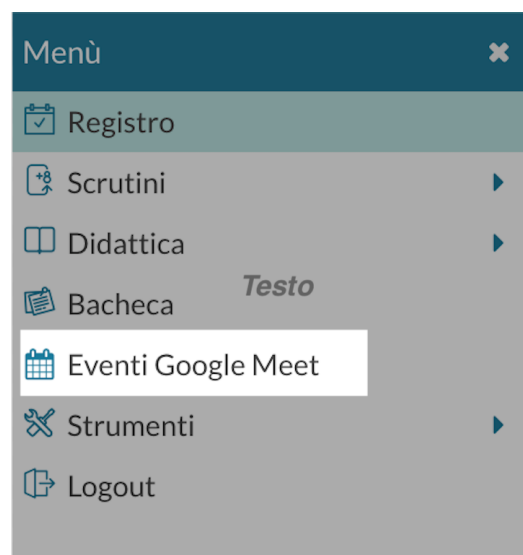 Menù
Registro
Scrutini
Didattica
Testo
Bacheca
Eventi Google Meet
Strumenti
Logout